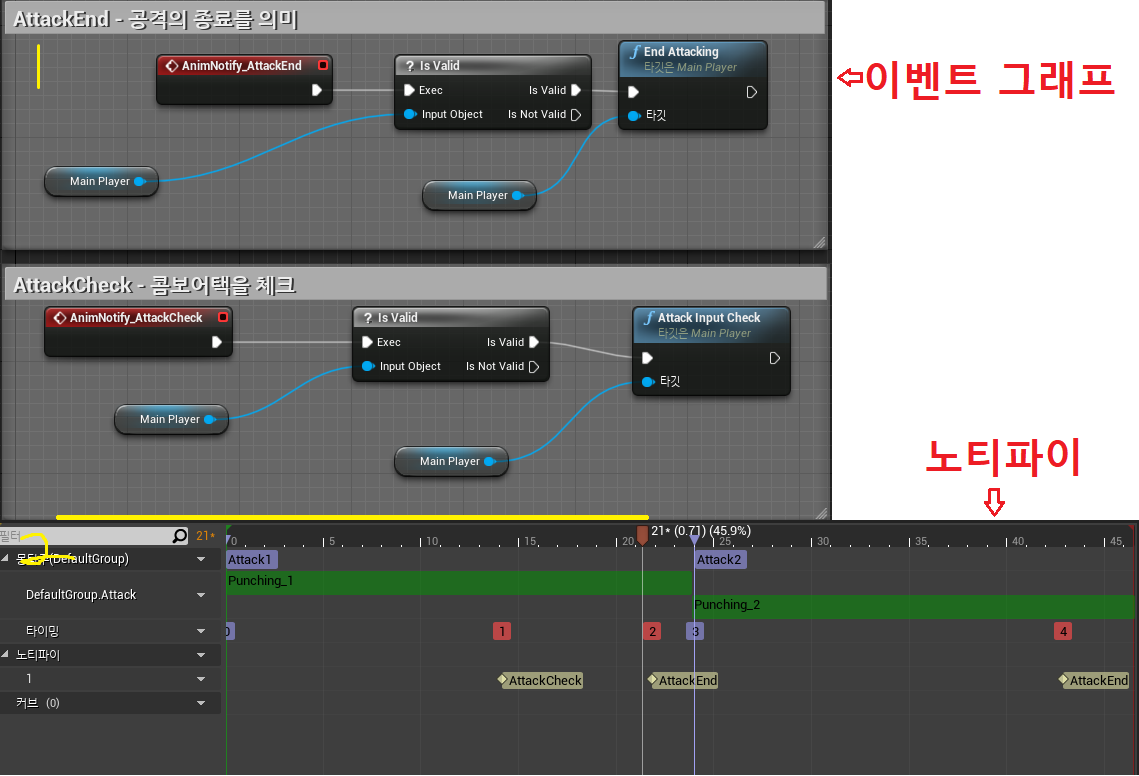 AttackEnd - 공격의 종료를 의미
AnimNotify_AttackEnd
? Is Valid
Exec
Is Valid
Input Object
Is Not Valid
f End Attacking
타깃은 Main Player
타깃
Main Player
Main Player
이벤트 그래프
AttackCheck - 콤보어택을 체크
AnimNotify_AttackCheck
? Is Valid
Exec
Is Valid
Input Object
Is Not Valid
f Attack Input Check
타깃은 Main Player
타깃
Main Player
Main Player
노티파이
필터
21*
0 5 10 15 20 21* (0.71) (45.9%) 25 30 35 40 45
(DefaultGroup)
Attack1
Attack2
Punching_1
DefaultGroup.Attack
Punching_2
타이밍
0 1 2 3 4
노티파이
1
AttackCheck
AttackEnd
AttackEnd
커브 (0)